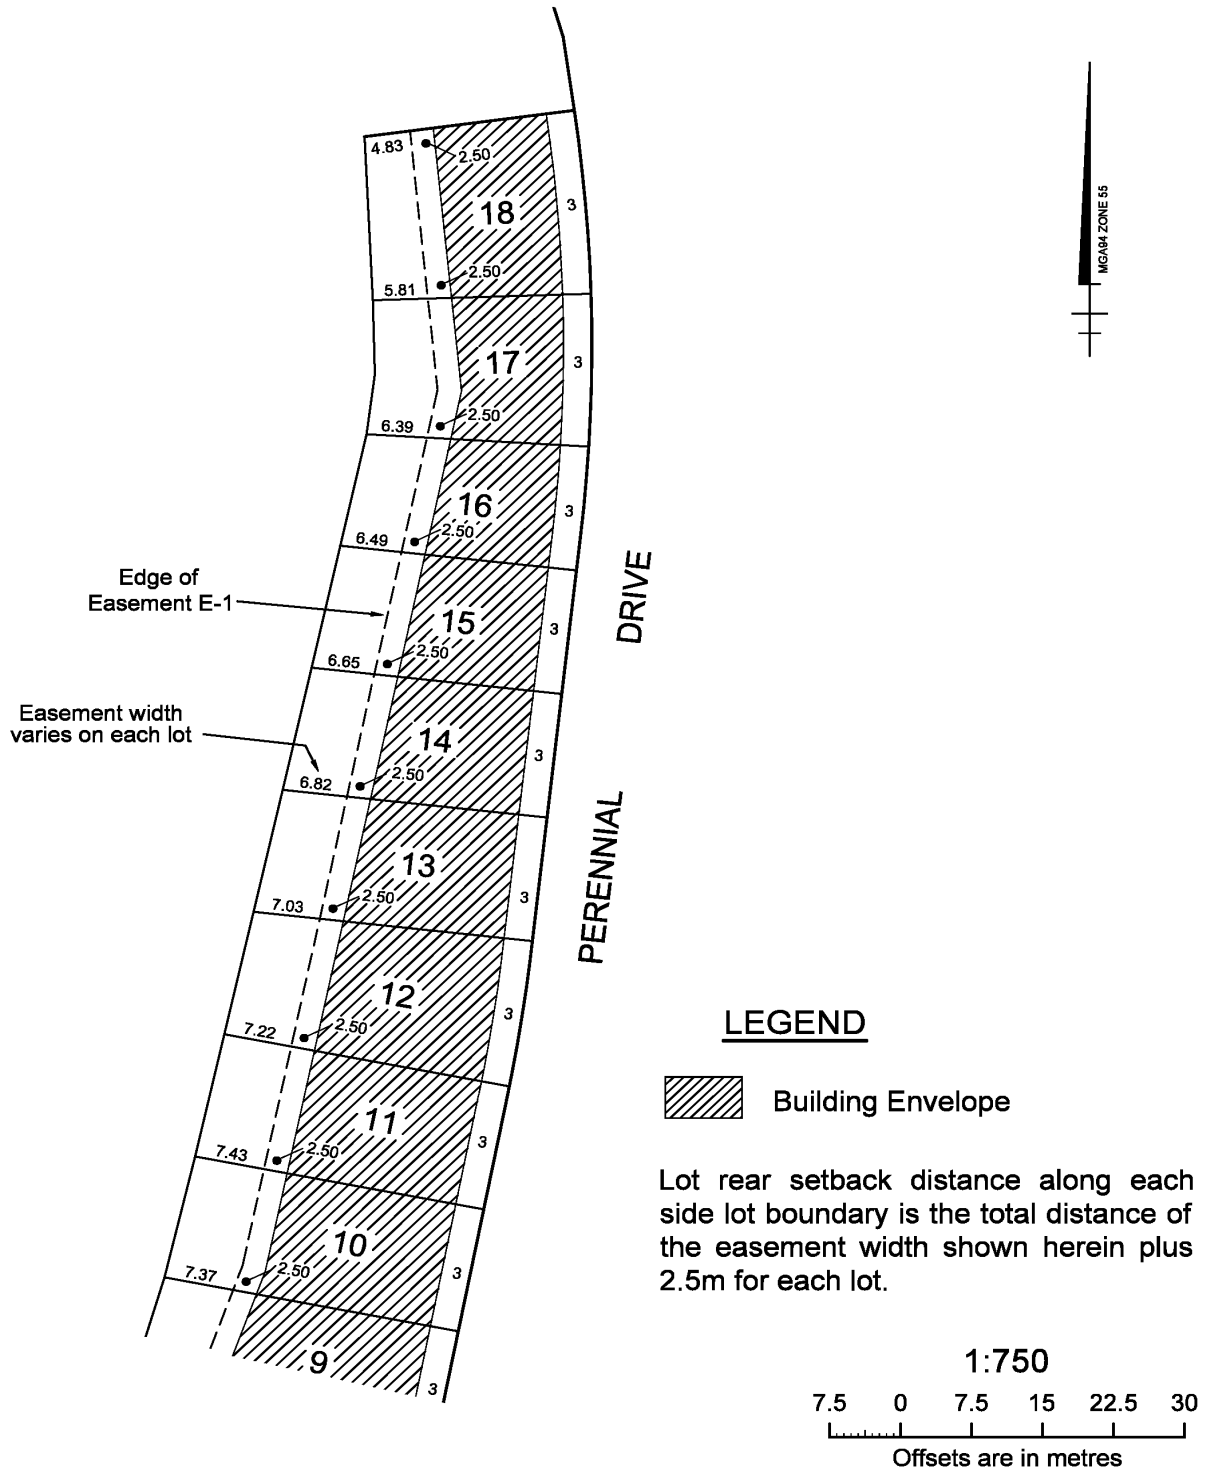 4.83
2.50
18
3
MGA94 ZONE 55
2.50
5.81
17
3
2.50
6.39
16
3
2.50
6.49
DRIVE
Edge of
Easement E-1
15
3
2.50
6.65
Easement width
varies on each lot
14
3
2.50
6.82
PERENNIAL
13
3
2.50
7.03
12
3
2.50
7.22
LEGEND
Building Envelope
11
3
2.50
7.43
Lot rear setback distance along each
side lot boundary is the total distance of
the easement width shown herein plus
2.5m for each lot.
10
3
2.50
7.37
9
3
1:750
7.5 0 7.5 15 22.5 30
Offsets are in metres